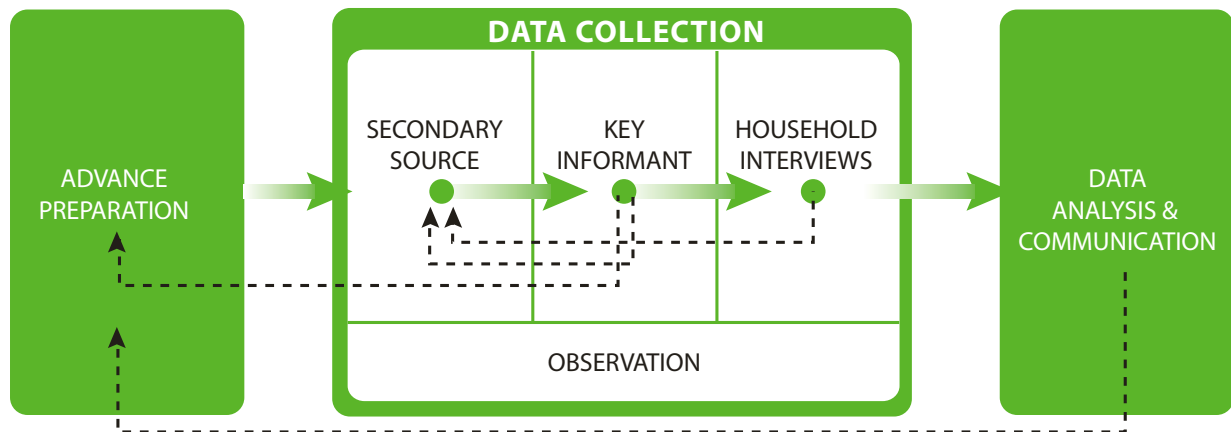 DATA COLLECTION
ADVANCE
PREPARATION
SECONDARY
SOURCE
KEY
INFORMANT
HOUSEHOLD
INTERVIEWS
OBSERVATION
DATA
ANALYSIS &
COMMUNICATION